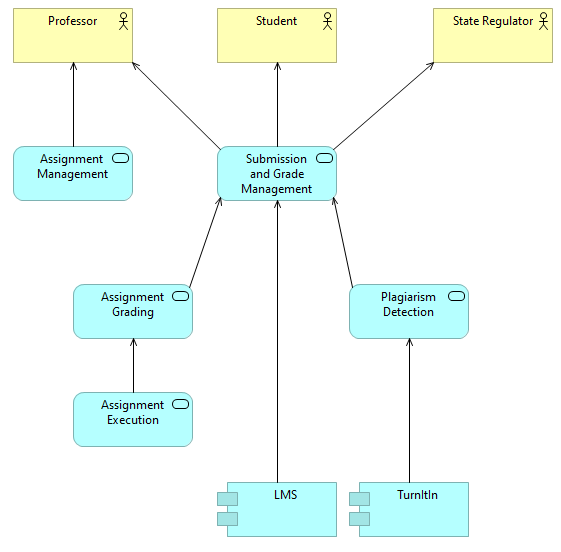 Professor
Student
State Regulator
Assignment
Management
Submission
and Grade
Management
Assignment
Grading
Plagiarism
Detection
Assignment
Execution
LMS
TurnItIn